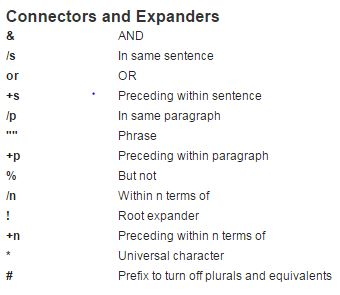 Connectors and Expanders
& AND
/s In same sentence
or OR
+s Preceding within sentence
/p In same paragraph
"" Phrase
+p Preceding within paragraph
% But not
/n Within n terms of
! Root expander
+n Preceding within n terms of
* Universal character
# Prefix to turn off plurals and equivalents